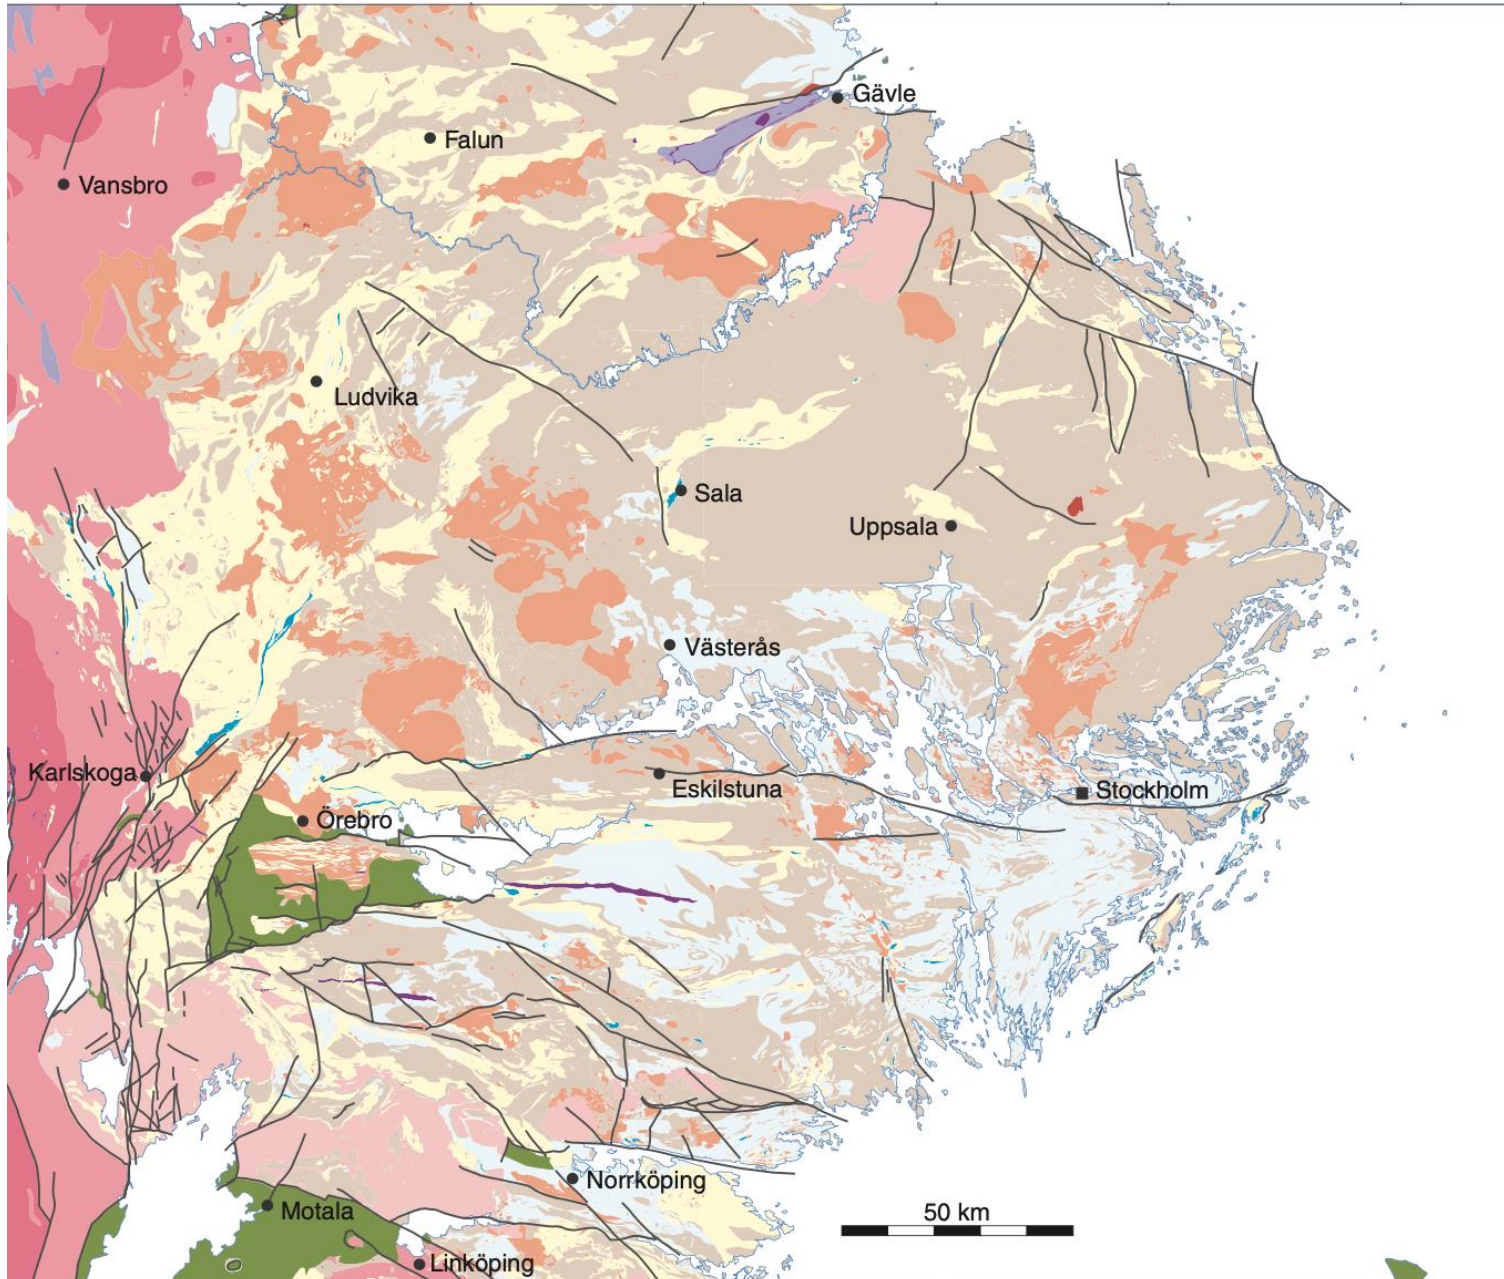 Gävle
Falun
Vansbro
Ludvika
Sala
Uppsala
Västerås
Karlskoga
Eskilstuna
Stockholm
Örebro
Norrköping
Motala
50 km
Linköping